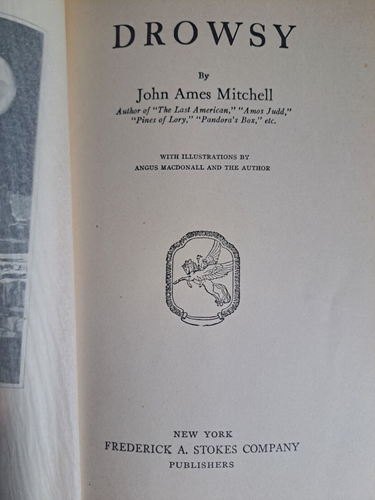 DROWSY
By
John Ames Mitchell
Author of "The Last American," "Amos Judd,"
"Pines of Lory," "Pandora's Box," etc.
WITH ILLUSTRATIONS BY
ANGUS MACDONALL AND THE AUTHOR
NEW YORK
FREDERICK A. STOKES COMPANY
PUBLISHERS